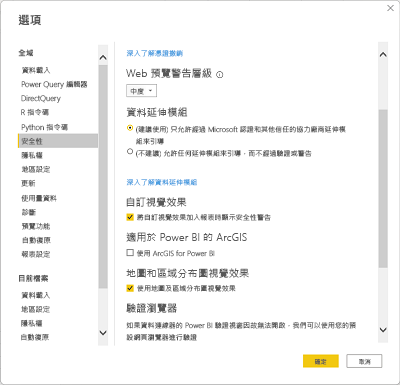 選項
全域
資料載入
Power Query 編輯器
DirectQuery
R 指令碼
Python 指令碼
安全性
隱私權
地區設定
更新
使用量資料
診斷
預覽功能
自動復原
報表設定
目前檔案
資料載入
地區設定
隱私權
自動復原
深入了解憑證撤銷
Web 預覽警告層級
中度
資料延伸模組
(建議使用) 只允許經過 Microsoft 認證和其他信任的協力廠商延伸模
組來引導
(不建議) 允許任何延伸模組來引導，而不經過驗證或警告
深入了解資料延伸模組
自訂視覺效果
將自訂視覺效果加入報表時顯示安全性警告
適用於 Power BI 的 ArcGIS
使用 ArcGIS for Power BI
地圖和區域分布圖視覺效果
使用地圖及區域分布圖視覺效果
驗證瀏覽器
如果資料連線器的 Power BI 驗證視窗因故無法開啟，我們可以使用您的預
設網頁瀏覽器進行驗證
確定
取消